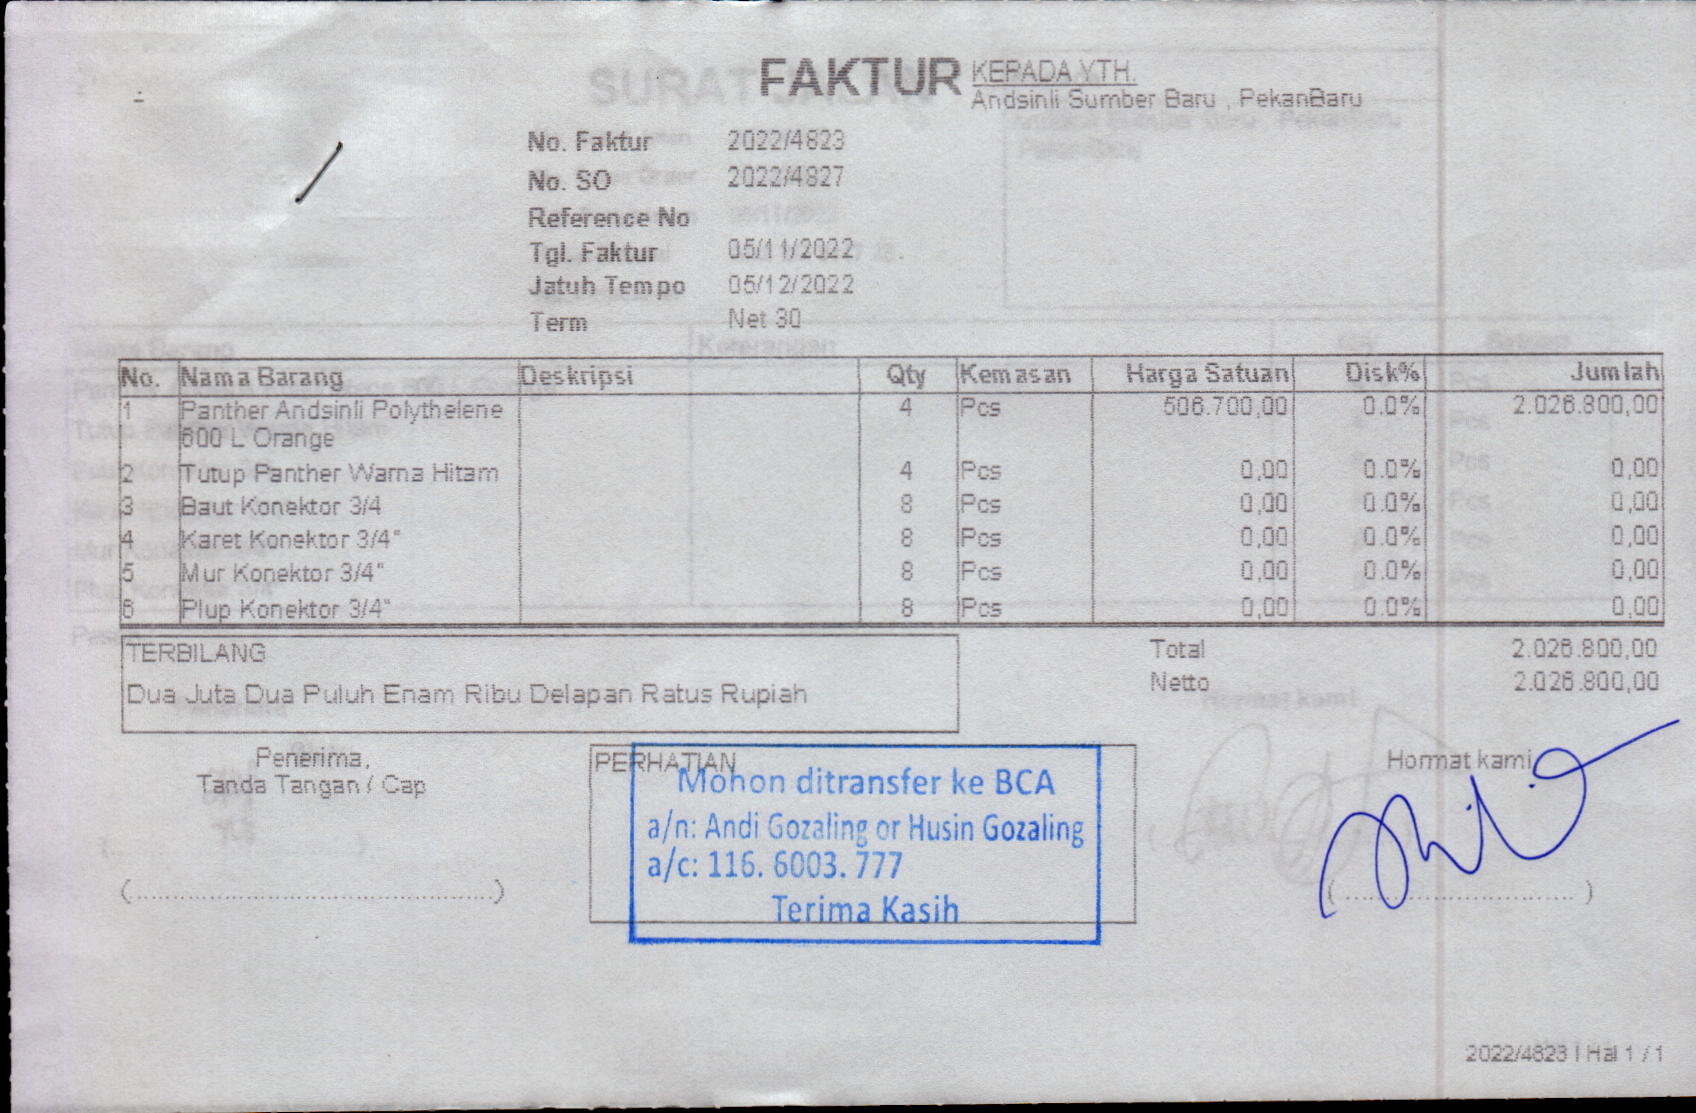 FAKTUR
KEPADA YTH.
Andsinli Sumber Baru , PekanBaru
No. Faktur 2022/4823
No. SO 2022/4827
Reference No
Tgl. Faktur 05/11/2022
Jatuh Tempo 05/12/2022
Term Net 30
No. Nama Barang Deskripsi Qty Kemasan Harga Satuan Disk% Jumlah
1 Panther Andsinli Polythelene 4 Pcs 506.700,00 0.0% 2.026.800,00
600 L Orange
2 Tutup Panther Warna Hitam 4 Pcs 0,00 0.0% 0,00
3 Baut Konektor 3/4 8 Pcs 0,00 0.0% 0,00
4 Karet Konektor 3/4" 8 Pcs 0,00 0.0% 0,00
5 Mur Konektor 3/4" 8 Pcs 0,00 0.0% 0,00
6 Plup Konektor 3/4" 8 Pcs 0,00 0.0% 0,00
TERBILANG
Dua Juta Dua Puluh Enam Ribu Delapan Ratus Rupiah
Total 2.026.800,00
Netto 2.026.800,00
Penerima,
Tanda Tangan / Cap
(..........................................)
PERHATIAN
Mohon ditransfer ke BCA
a/n: Andi Gozaling or Husin Gozaling
a/c: 116. 6003. 777
Terima Kasih
Hormat kami
(..............................)
2022/4823 | Hal 1 / 1